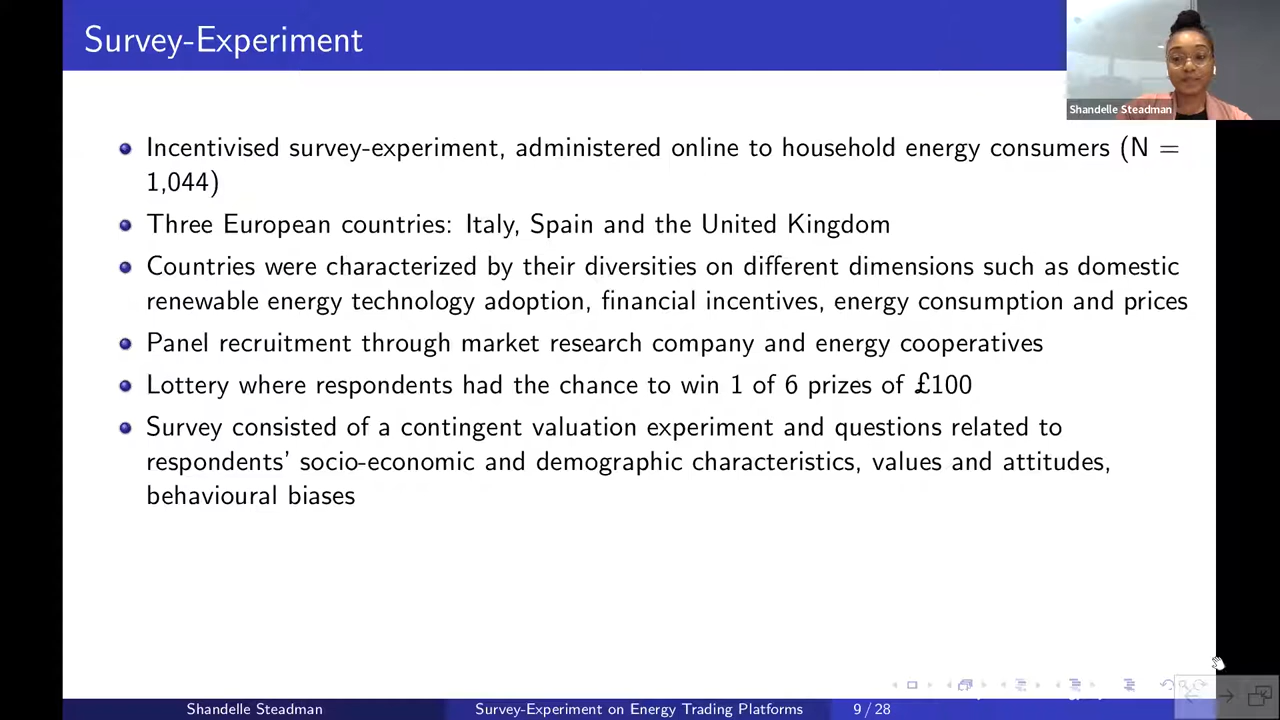 Survey-Experiment
Shandelle Steadman
Incentivised survey-experiment, administered online to household energy consumers (N =
1,044)
Three European countries: Italy, Spain and the United Kingdom
Countries were characterized by their diversities on different dimensions such as domestic
renewable energy technology adoption, financial incentives, energy consumption and prices
Panel recruitment through market research company and energy cooperatives
Lottery where respondents had the chance to win 1 of 6 prizes of £100
Survey consisted of a contingent valuation experiment and questions related to
respondents' socio-economic and demographic characteristics, values and attitudes,
behavioural biases
Shandelle Steadman
Survey-Experiment on Energy Trading Platforms
9 / 28